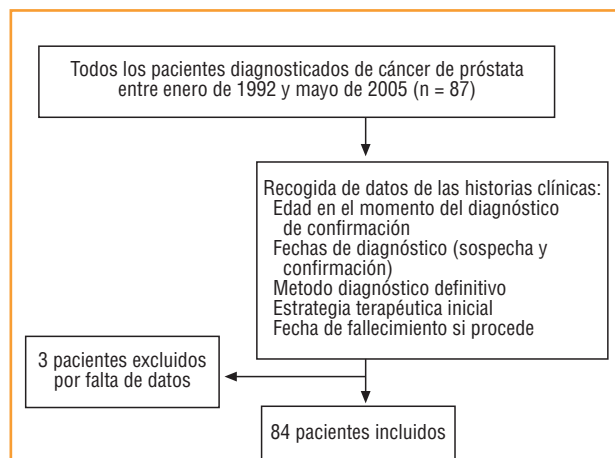 Todos los pacientes diagnosticados de cáncer de próstata
entre enero de 1992 y mayo de 2005 (n = 87)
Recogida de datos de las historias clínicas:
Edad en el momento del diagnóstico
de confirmación
Fechas de diagnóstico (sospecha y
confirmación)
Metodo diagnóstico definitivo
Estrategia terapéutica inicial
Fecha de fallecimiento si procede
3 pacientes excluidos
por falta de datos
84 pacientes incluidos